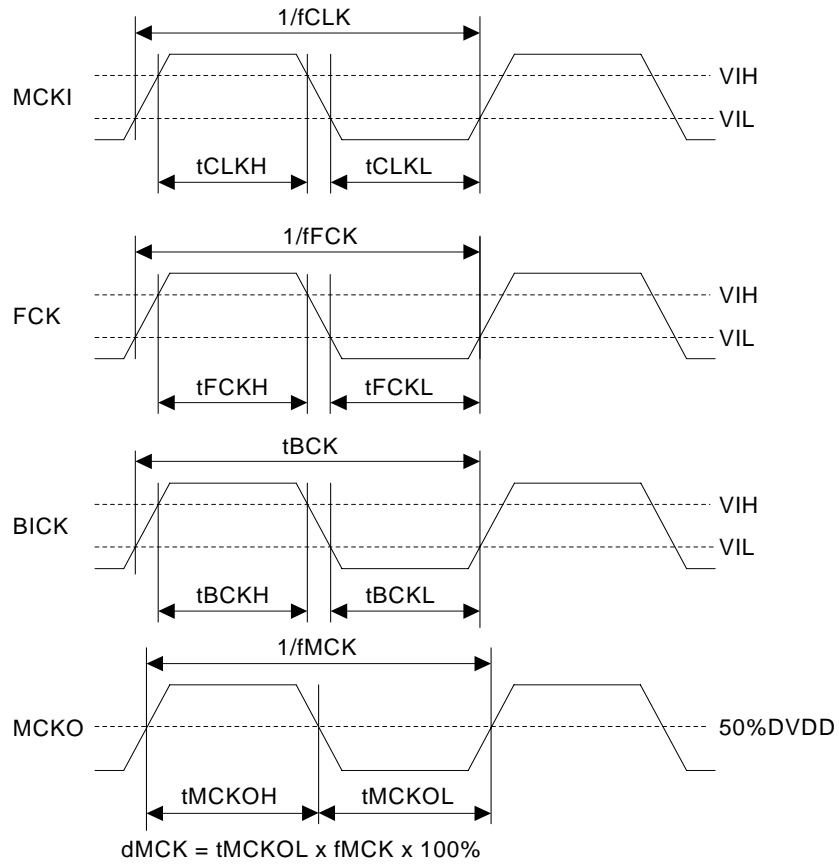 1/fCLK
MCKI
VIH
VIL
tCLKH
tCLKL
1/fFCK
FCK
VIH
VIL
tFCKH
tFCKL
tBCK
BICK
VIH
VIL
tBCKH
tBCKL
1/fMCK
MCKO
50%DVDD
tMCKOH
tMCKOL
dMCK = tMCKOL x fMCK x 100%